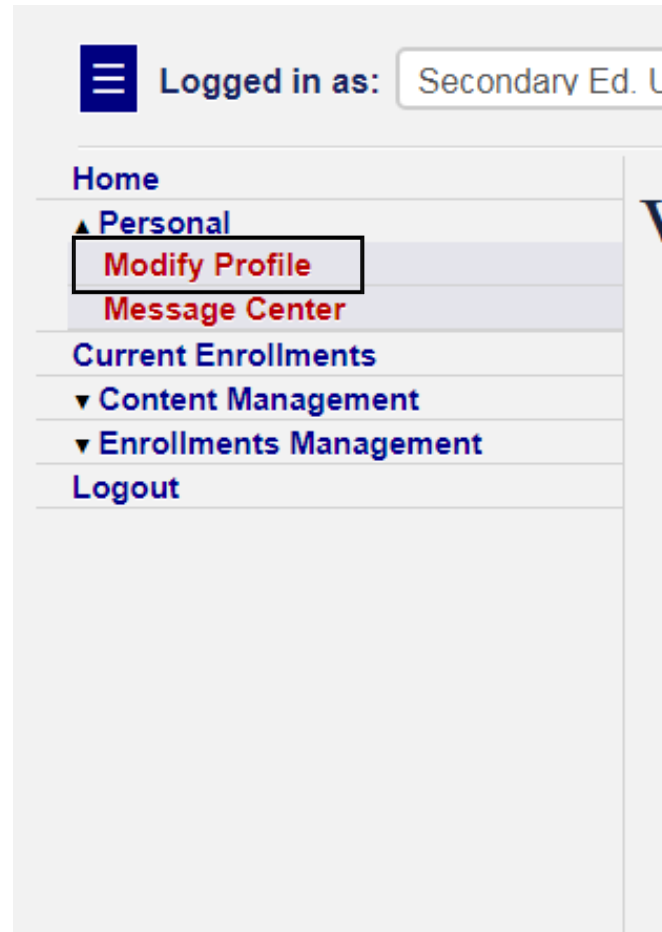 Logged in as: Secondary Ed.
Home
▲ Personal
Modify Profile
Message Center
Current Enrollments
▼ Content Management
▼ Enrollments Management
Logout